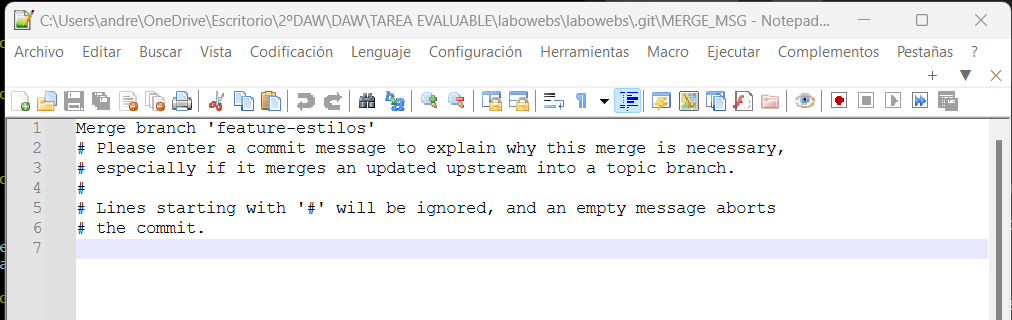 C:\Users\andre\OneDrive\Escritorio\2ºDAW\DAW\TAREA EVALUABLE\labowebs\labowebs\.git\MERGE_MSG - Notepad...
Archivo Editar Buscar Vista Codificación Lenguaje Configuración Herramientas Macro Ejecutar Complementos Pestañas ?
1 Merge branch 'feature-estilos'
2 # Please enter a commit message to explain why this merge is necessary,
3 # especially if it merges an updated upstream into a topic branch.
4 #
5 # Lines starting with '#' will be ignored, and an empty message aborts
6 # the commit.
7